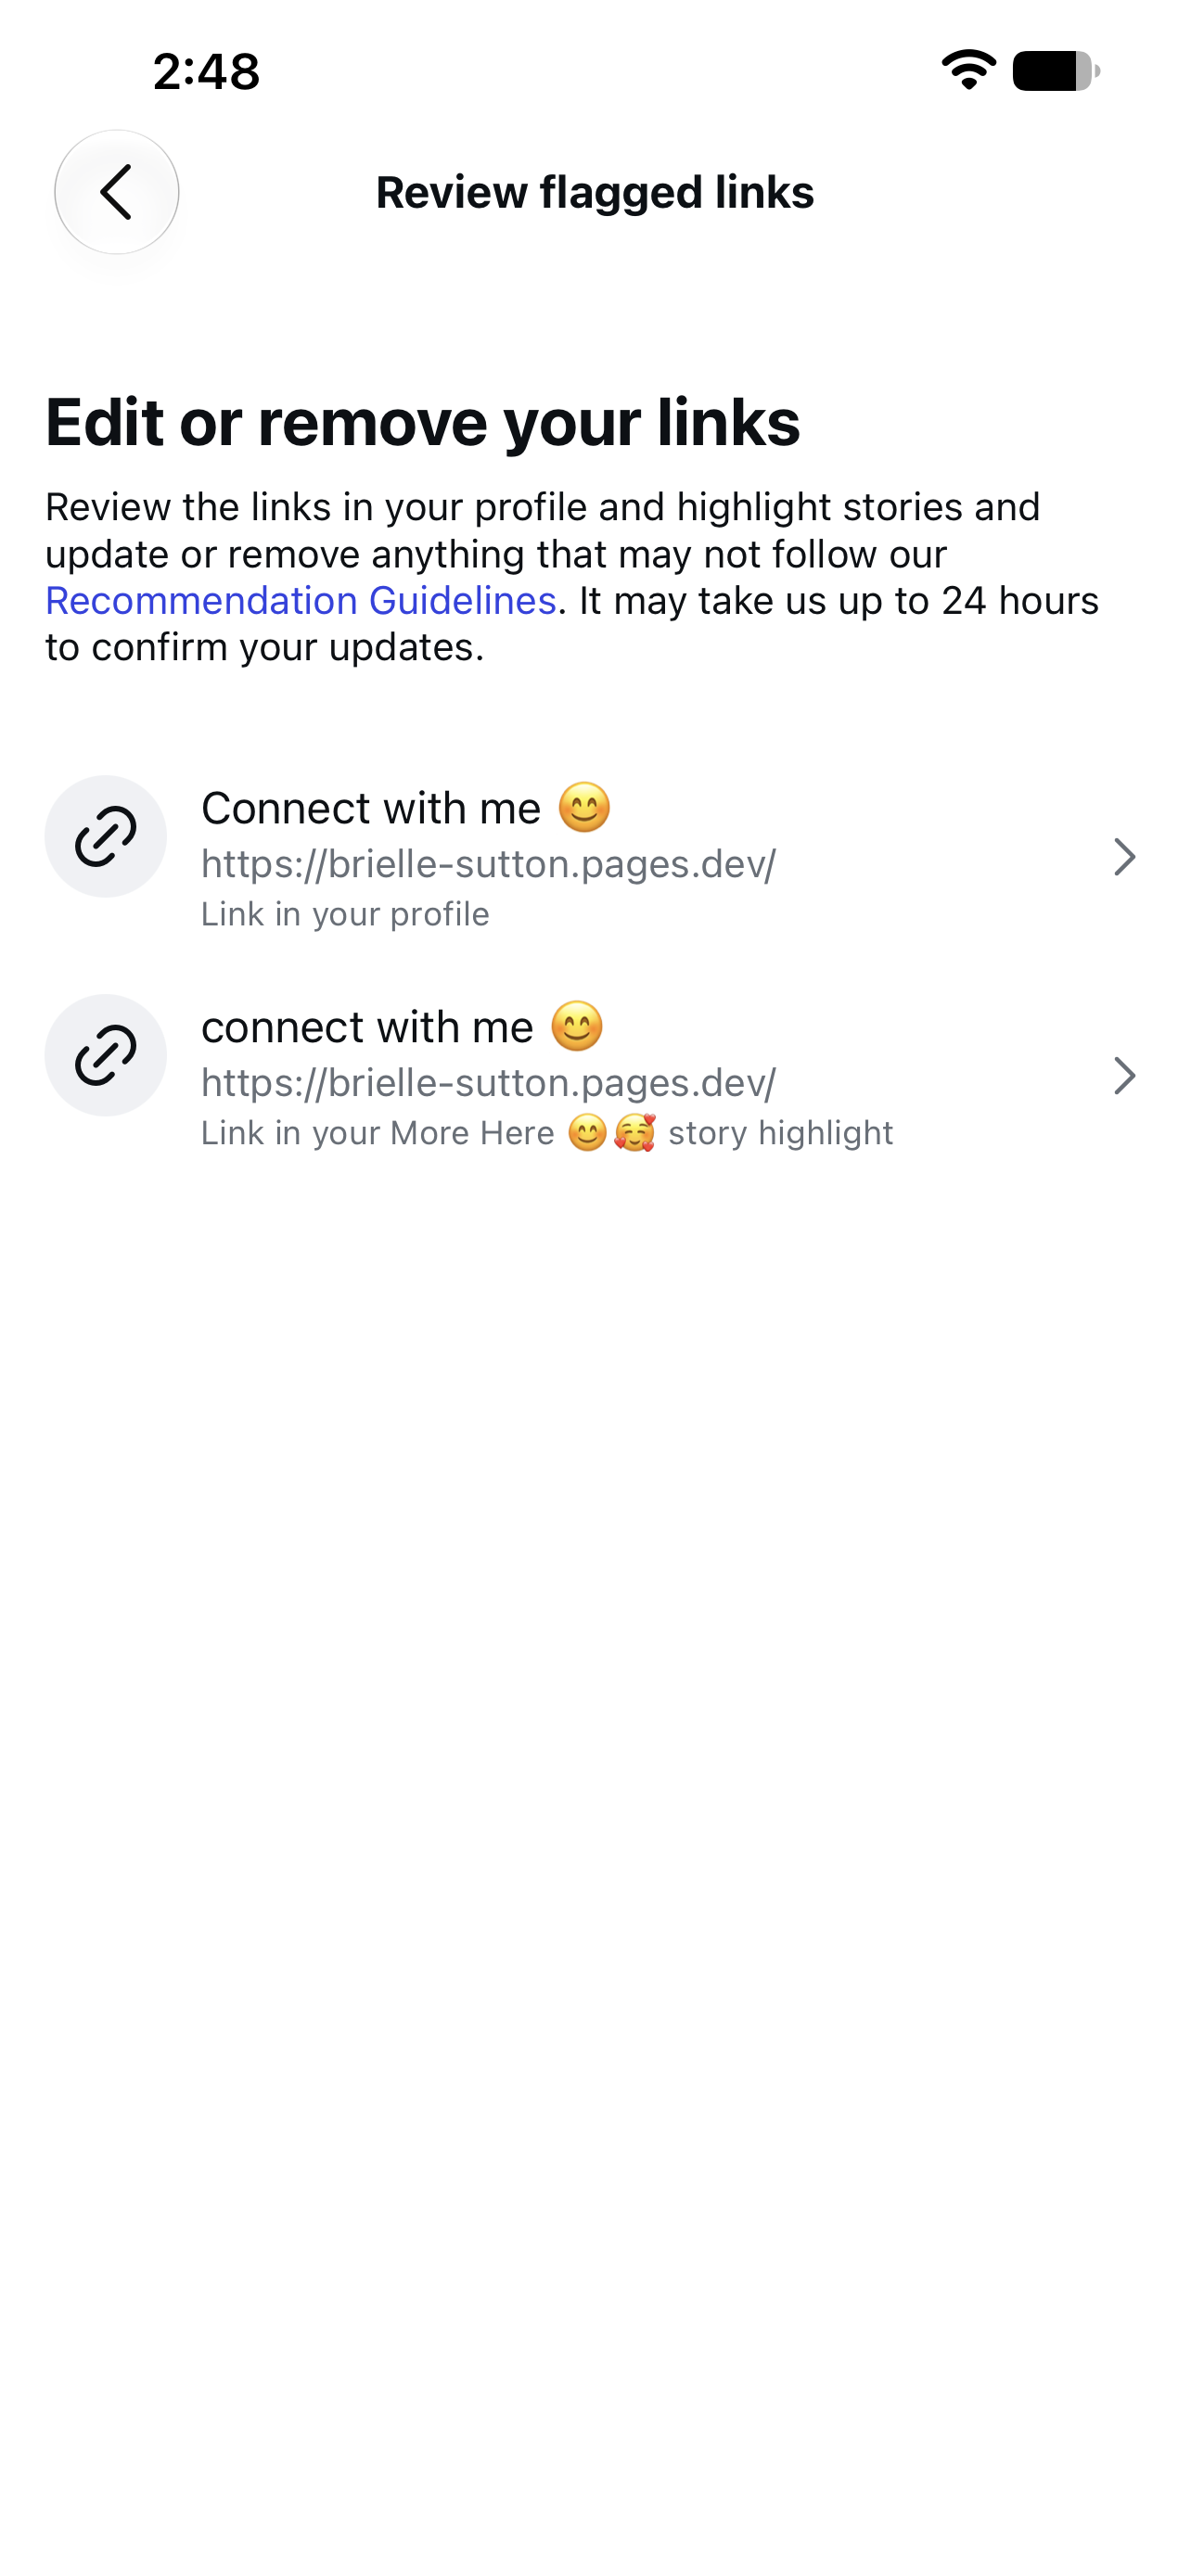 2:48
Review flagged links
Edit or remove your links
Review the links in your profile and highlight stories and
update or remove anything that may not follow our
Recommendation Guidelines. It may take us up to 24 hours
to confirm your updates.
Connect with me 😊
https://brielle-sutton.pages.dev/
Link in your profile
connect with me 😊
https://brielle-sutton.pages.dev/
Link in your More Here 😊🥰 story highlight